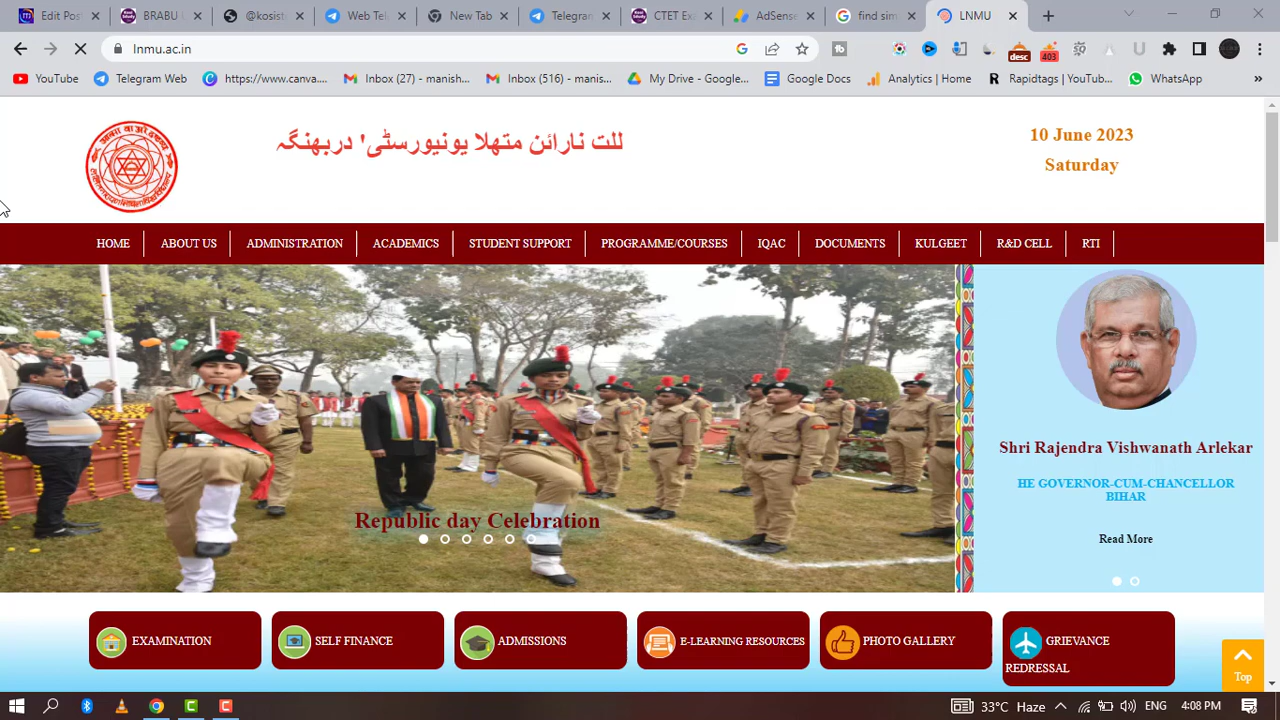 Edit Pos
BRABU
@kosist
Web Tel
New Tab
Telegram
CTET Exa
AdSense
find sim
LNMU
lnmu.ac.in
YouTube
Telegram Web
https://www.canva....
Inbox (27) - manish...
Inbox (516) - manis...
My Drive - Google...
Google Docs
Analytics | Home
Rapidtags | YouTub...
WhatsApp
desc
403
للت نارائن متھلا یونیورسٹی' دربھنگہ
10 June 2023
Saturday
HOME
ABOUT US
ADMINISTRATION
ACADEMICS
STUDENT SUPPORT
PROGRAMME/COURSES
IQAC
DOCUMENTS
KULGEET
R&D CELL
RTI
Republic day Celebration
Shri Rajendra Vishwanath Arlekar
HE GOVERNOR-CUM-CHANCELLOR
BIHAR
Read More
EXAMINATION
SELF FINANCE
ADMISSIONS
E-LEARNING RESOURCES
PHOTO GALLERY
GRIEVANCE
REDRESSAL
Top
33°C Haze
ENG
4:08 PM